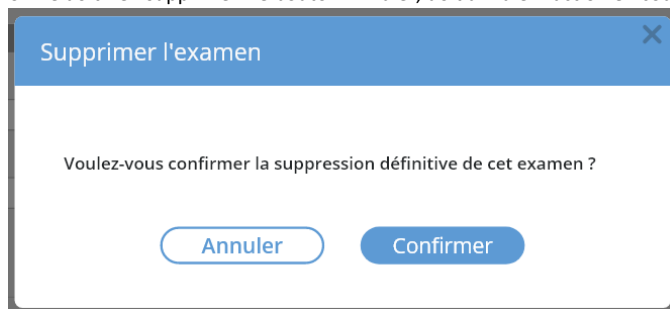 Supprimer l'examen
Voulez-vous confirmer la suppression définitive de cet examen ?
Annuler
Confirmer